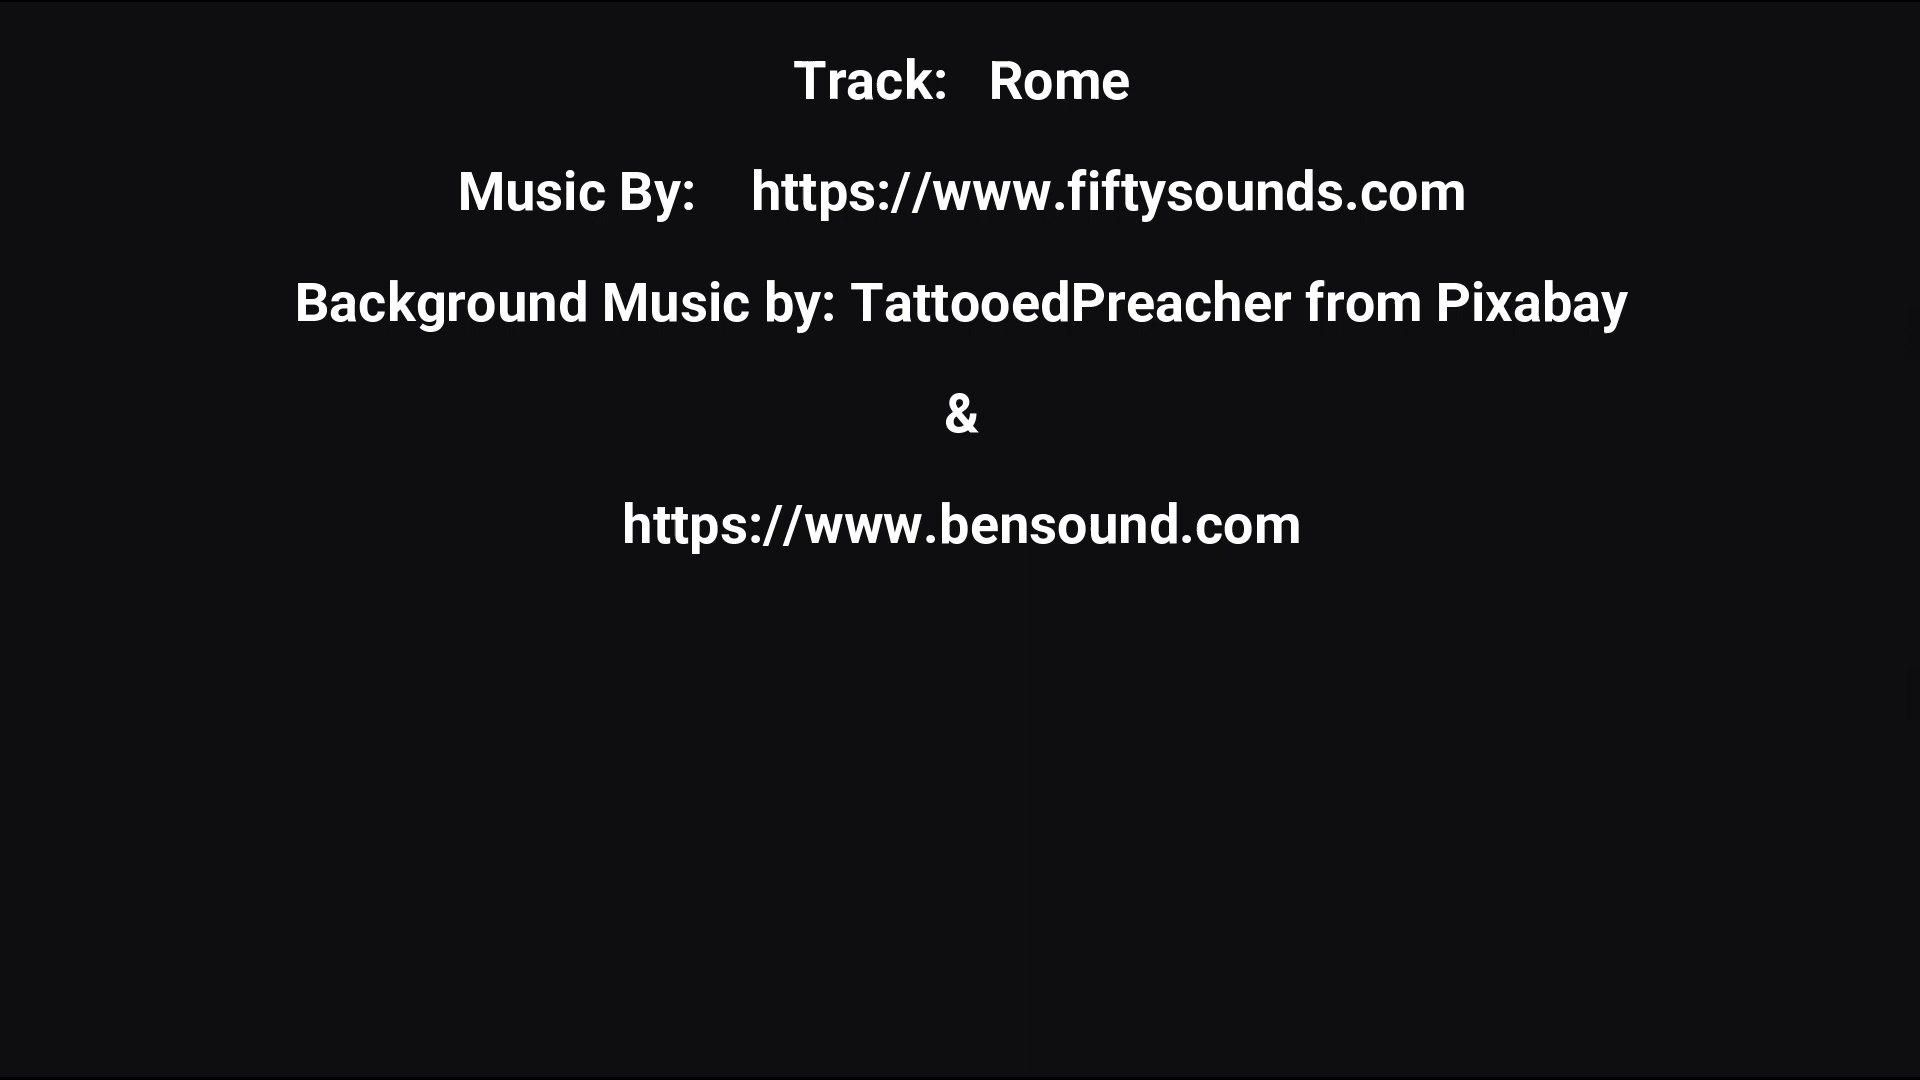 Track: Rome
Music By: https://www.fiftysounds.com
Background Music by: TattooedPreacher from Pixabay
&
https://www.bensound.com